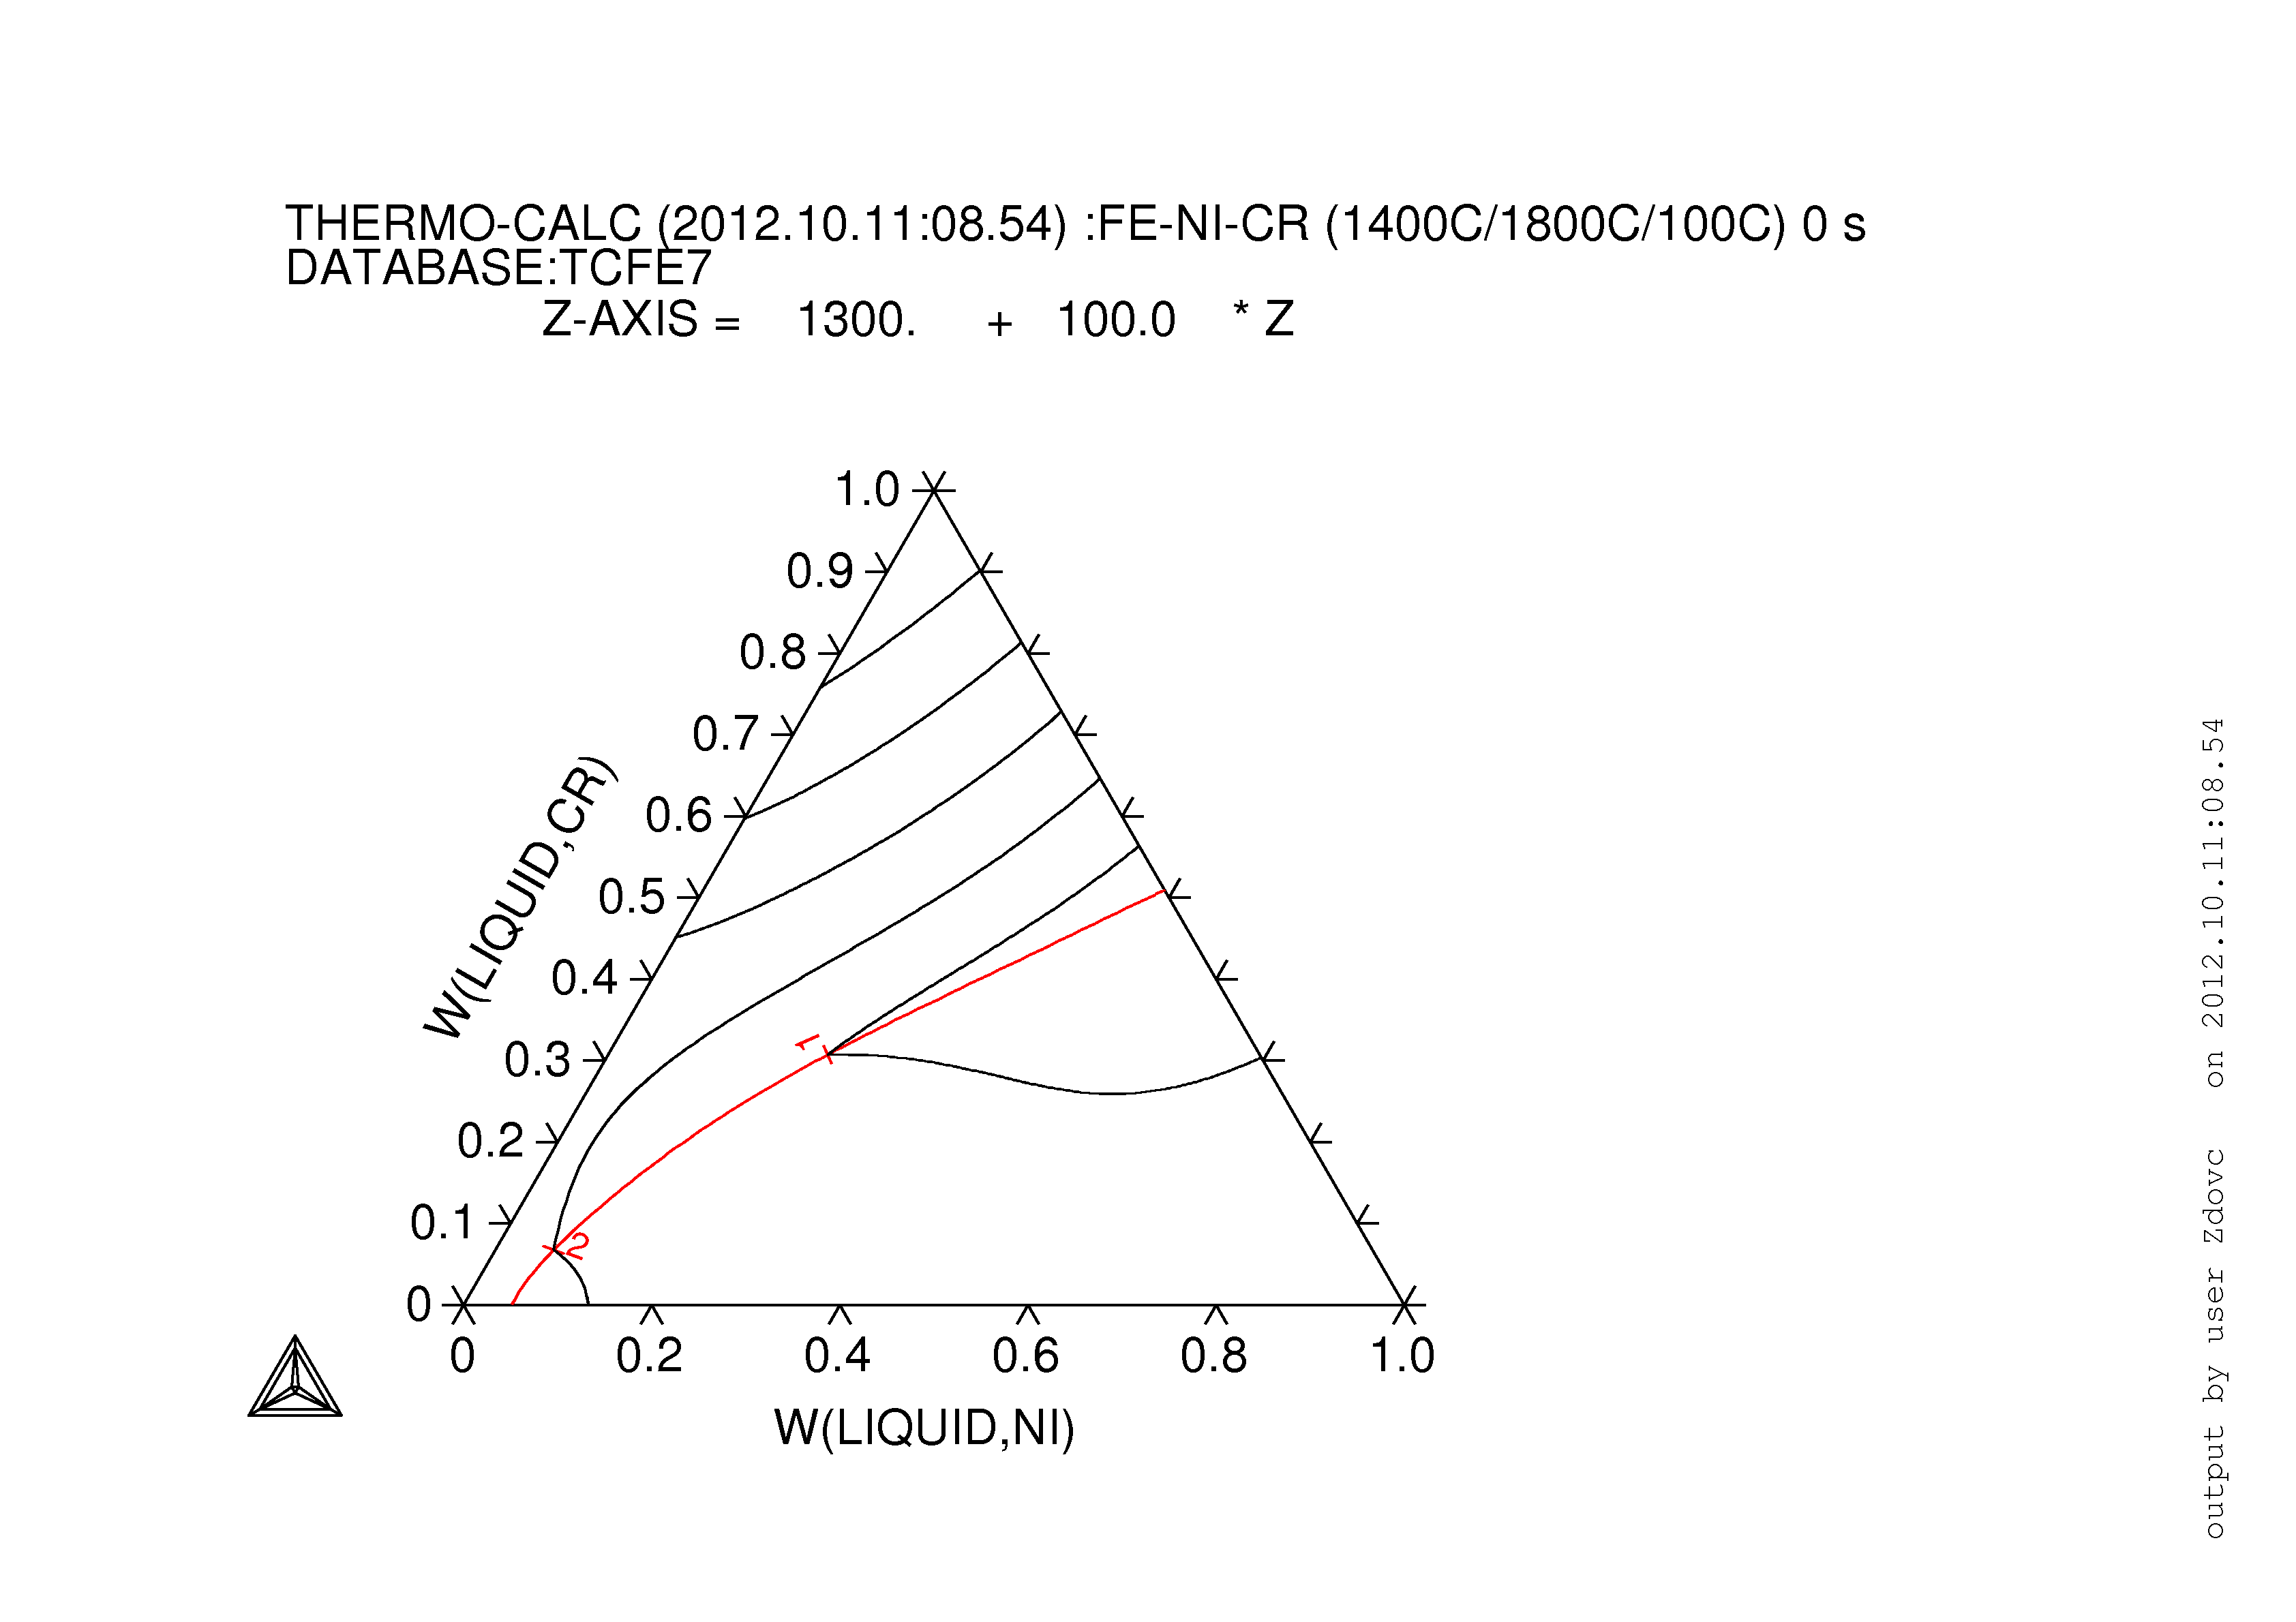 THERMO-CALC (2012.10.11:08.54) :FE-NI-CR (1400C/1800C/100C) 0 s
DATABASE:TCFE7
Z-AXIS = 1300. + 100.0 * Z
1.0
0.9
0.8
0.7
0.6
0.5
0.4
0.3
0.2
0.1
0
W(LIQUID,CR)
1
2
0 0.2 0.4 0.6 0.8 1.0
W(LIQUID,NI)
output by user Zdovc on 2012.10.11:08.54